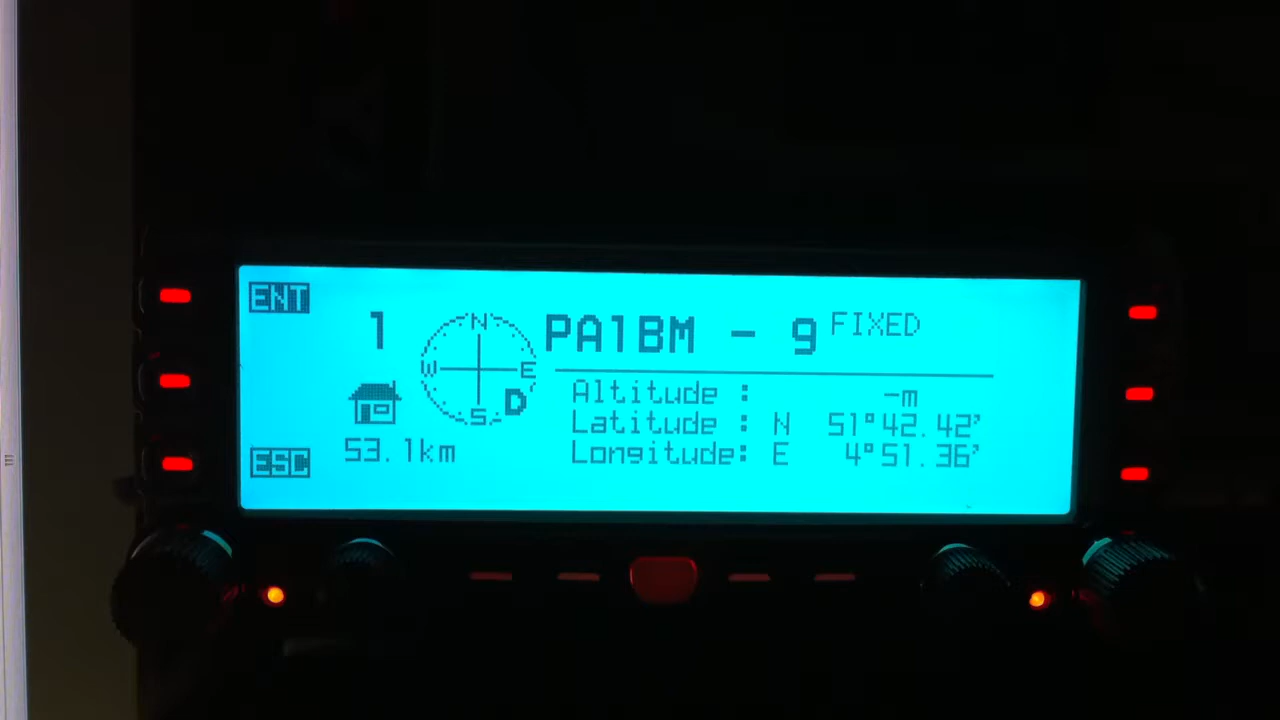 ENT
1
N
W E
S D
53.1km
ESC
PA1BM - 9 FIXED
Altitude : -m
Latitude : N 51°42.42'
Longitude: E 4°51.36'